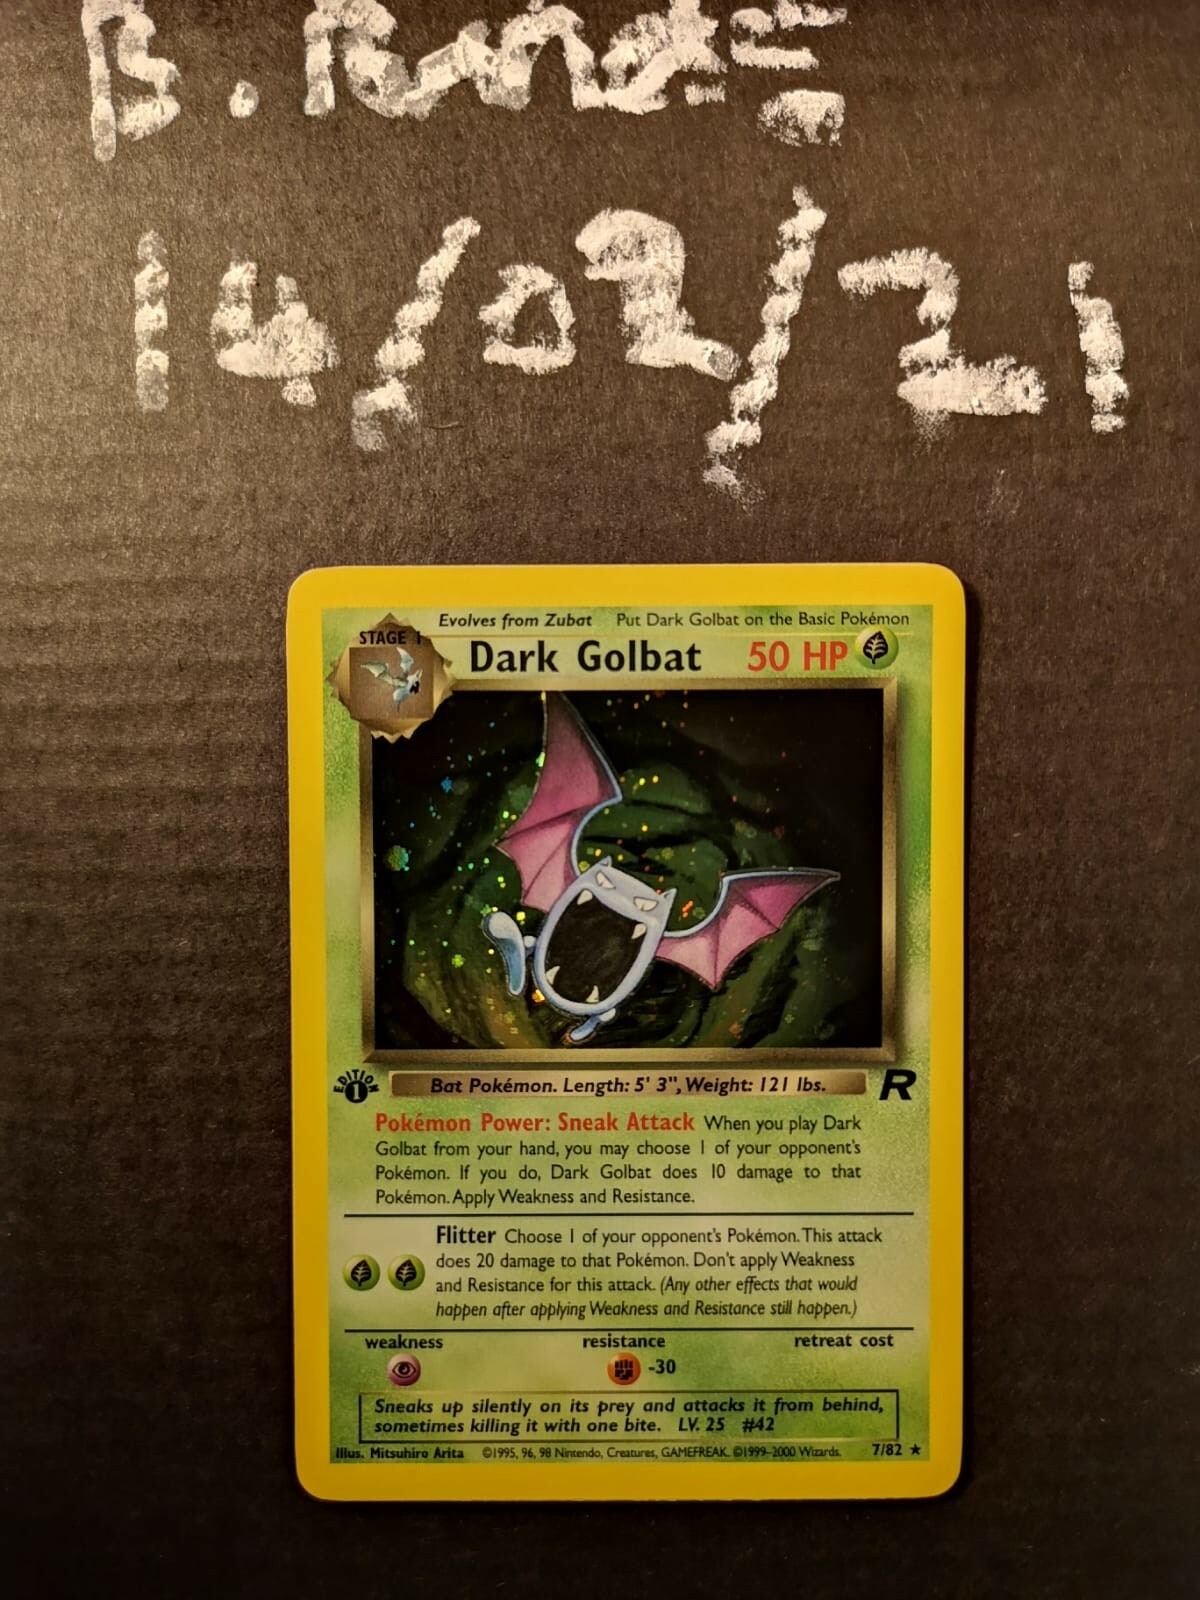 14/02/21
Evolves from Zubat Put Dark Golbat on the Basic Pokémon
STAGE 1
Dark Golbat 50 HP
EDITION 1
Bat Pokémon. Length: 5' 3", Weight: 121 lbs.
R
Pokémon Power: Sneak Attack When you play Dark
Golbat from your hand, you may choose 1 of your opponent's
Pokémon. If you do, Dark Golbat does 10 damage to that
Pokémon. Apply Weakness and Resistance.
Flitter Choose 1 of your opponent's Pokémon. This attack
does 20 damage to that Pokémon. Don't apply Weakness
and Resistance for this attack. (Any other effects that would
happen after applying Weakness and Resistance still happen.)
weakness resistance retreat cost
-30
Sneaks up silently on its prey and attacks it from behind,
sometimes killing it with one bite. LV. 25 #42
Illus. Mitsuhiro Arita ©1995, 96, 98 Nintendo, Creatures, GAMEFREAK. ©1999-2000 Wizards. 7/82 ★